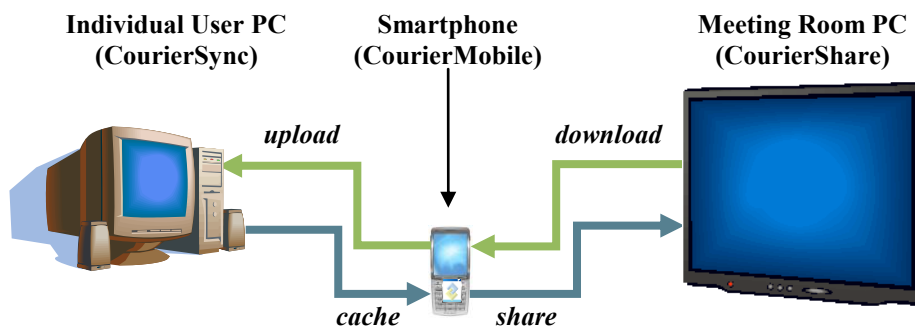 Individual User PC
(CourierSync)
Smartphone
(CourierMobile)
Meeting Room PC
(CourierShare)
upload
download
cache
share